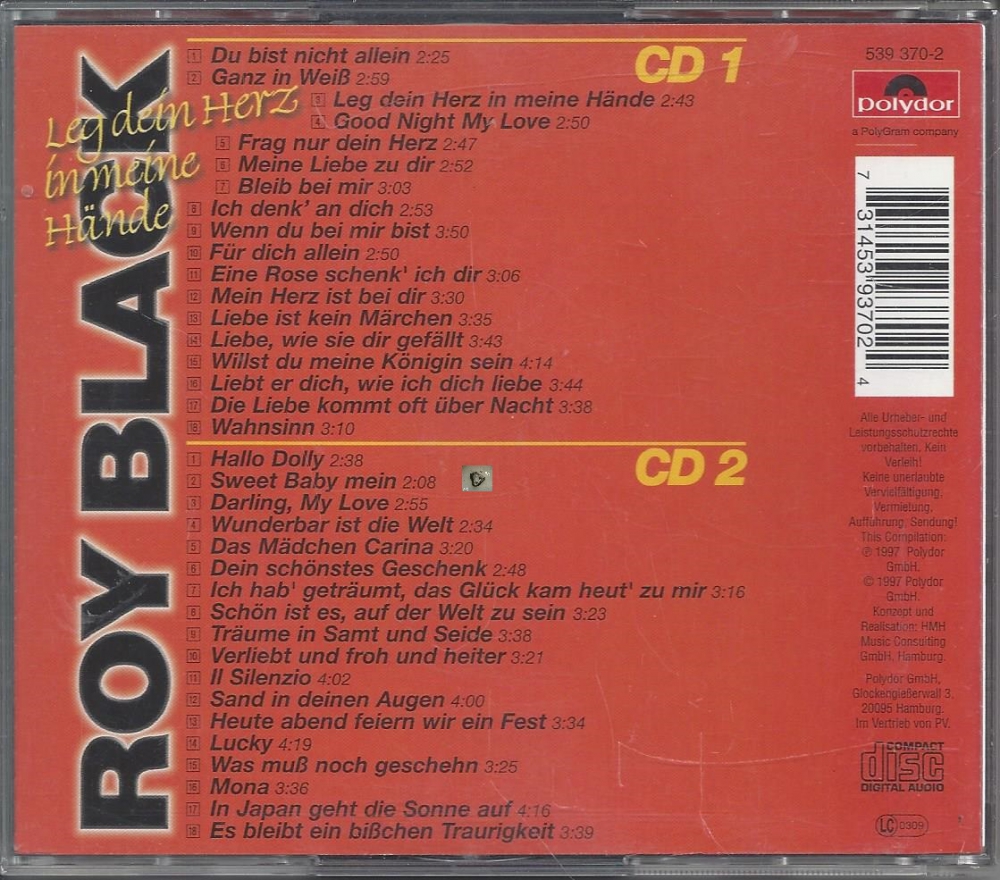 ROY BLACK
Leg dein Herz
in meine
Hände
CD 1
1 Du bist nicht allein 2:25
2 Ganz in Weiß 2:59
3 Leg dein Herz in meine Hände 2:43
4 Good Night My Love 2:50
5 Frag nur dein Herz 2:47
6 Meine Liebe zu dir 2:52
7 Bleib bei mir 3:03
8 Ich denk' an dich 2:53
9 Wenn du bei mir bist 3:50
10 Für dich allein 2:50
11 Eine Rose schenk' ich dir 3:06
12 Mein Herz ist bei dir 3:30
13 Liebe ist kein Märchen 3:35
14 Liebe, wie sie dir gefällt 3:43
15 Willst du meine Königin sein 4:14
16 Liebt er dich, wie ich dich liebe 3:44
17 Die Liebe kommt oft über Nacht 3:38
18 Wahnsinn 3:10
CD 2
1 Hallo Dolly 2:38
2 Sweet Baby mein 2:08
3 Darling, My Love 2:55
4 Wunderbar ist die Welt 2:34
5 Das Mädchen Carina 3:20
6 Dein schönstes Geschenk 2:48
7 Ich hab' geträumt, das Glück kam heut' zu mir 3:16
8 Schön ist es, auf der Welt zu sein 3:23
9 Träume in Samt und Seide 3:38
10 Verliebt und froh und heiter 3:21
11 Il Silenzio 4:02
12 Sand in deinen Augen 4:00
13 Heute abend feiern wir ein Fest 3:34
14 Lucky 4:19
15 Was muß noch geschehn 3:25
16 Mona 3:36
17 In Japan geht die Sonne auf 4:16
18 Es bleibt ein bißchen Traurigkeit 3:39
539 370-2
polydor
a PolyGram company
7 31453 93702 4
Alle Urheber- und
Leistungsschutzrechte
vorbehalten. Kein
Verleih!
Keine unerlaubte
Vervielfältigung,
Vermietung,
Aufführung, Sendung!
This Compilation:
℗ 1997 Polydor
GmbH.
© 1997 Polydor
GmbH.
Konzept und
Realisation: HMH
Music Consulting
GmbH, Hamburg.
Polydor GmbH,
Glockengießerwall 3,
20095 Hamburg.
Im Vertrieb von PV.
COMPACT
disc
DIGITAL AUDIO
LC 0309